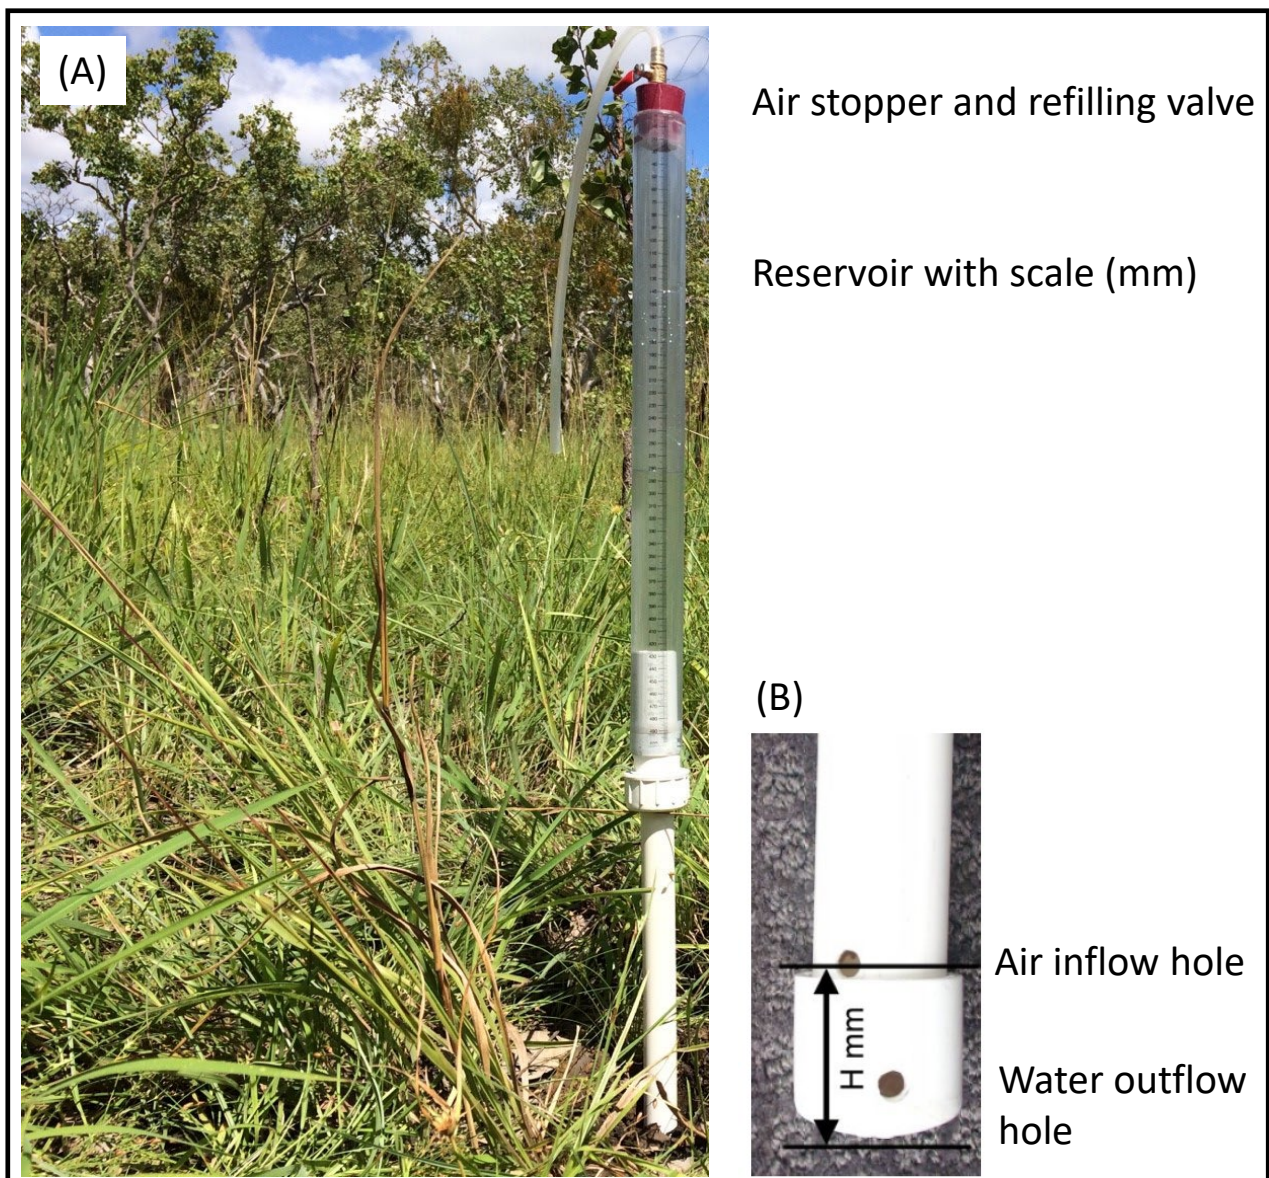 (A)
Air stopper and refilling valve
Reservoir with scale (mm)
(B)
H mm
Air inflow hole
Water outflow
hole